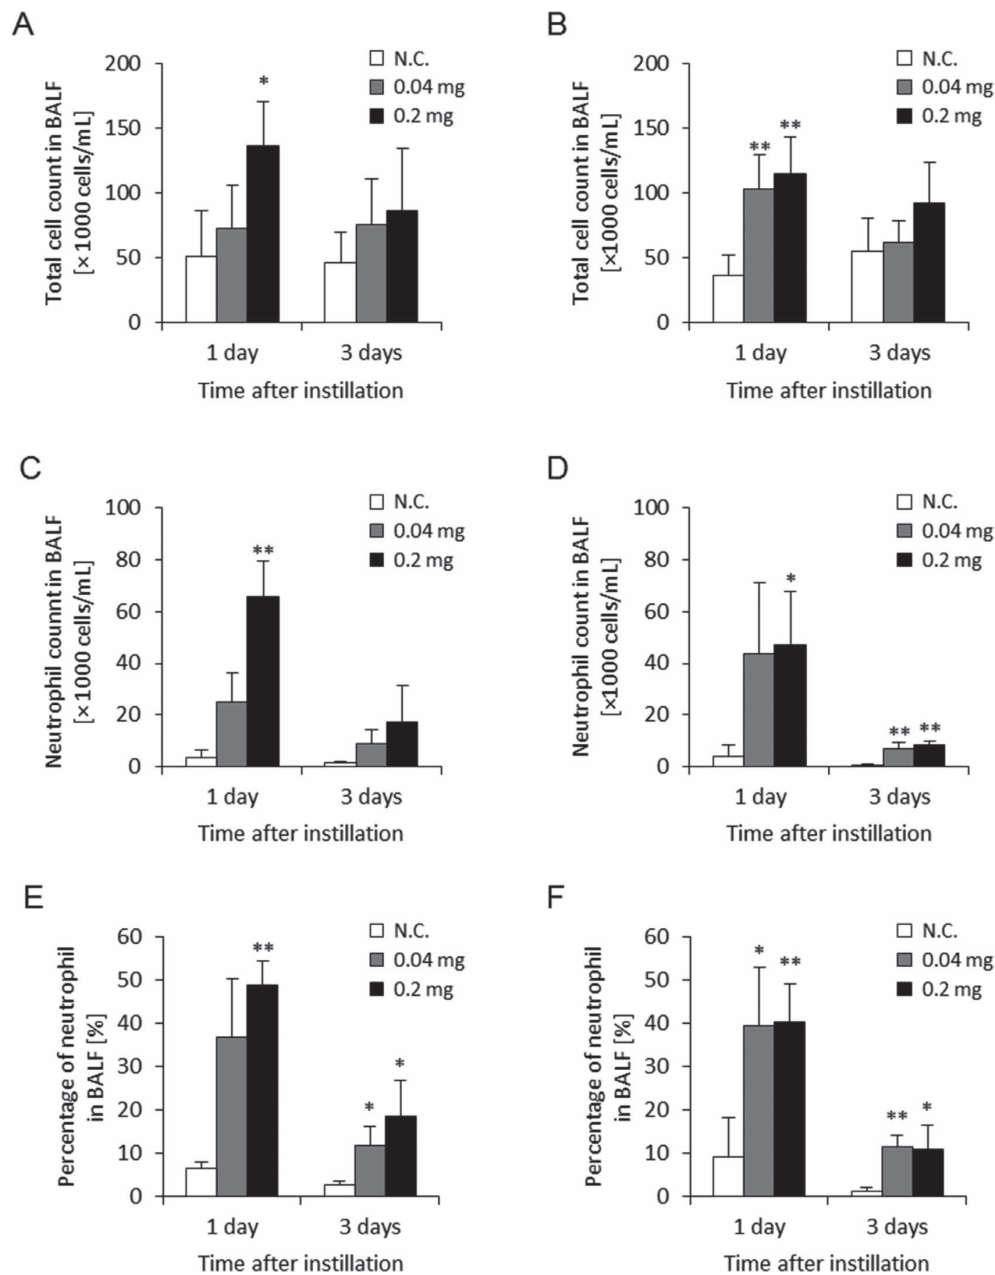 A
Total cell count in BALF
[×1000 cells/mL]
200
150
100
50
0
*
N.C.
0.04 mg
0.2 mg
1 day
3 days
Time after instillation
B
Total cell count in BALF
[×1000 cells/mL]
200
150
100
50
0
**
**
N.C.
0.04 mg
0.2 mg
1 day
3 days
Time after instillation
C
Neutrophil counnt in BALF
[×1000 cells/mL]
100
80
60
40
20
0
**
N.C.
0.04 mg
0.2 mg
1 day
3 days
Time after instillation
D
Neutrophil count in BALF
[×1000 cells/mL]
100
80
60
40
20
0
*
**
**
N.C.
0.04 mg
0.2 mg
1 day
3 days
Time after instillation
E
Percentage of neutrophil
in BALF [%]
60
50
40
30
20
10
0
**
*
*
N.C.
0.04 mg
0.2 mg
1 day
3 days
Time after instillation
F
Percentage of neutrophil
in BALF [%]
60
50
40
30
20
10
0
*
**
**
*
N.C.
0.04 mg
0.2 mg
1 day
3 days
Time after instillation